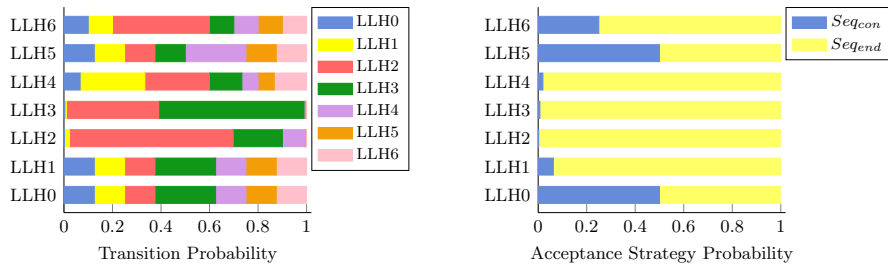 LLH6
LLH5
LLH4
LLH3
LLH2
LLH1
LLH0
0 0.2 0.4 0.6 0.8 1
Transition Probability
LLH0
LLH1
LLH2
LLH3
LLH4
LLH5
LLH6
LLH6
LLH5
LLH4
LLH3
LLH2
LLH1
LLH0
0 0.2 0.4 0.6 0.8 1
Acceptance Strategy Probability
Seq_con
Seq_end